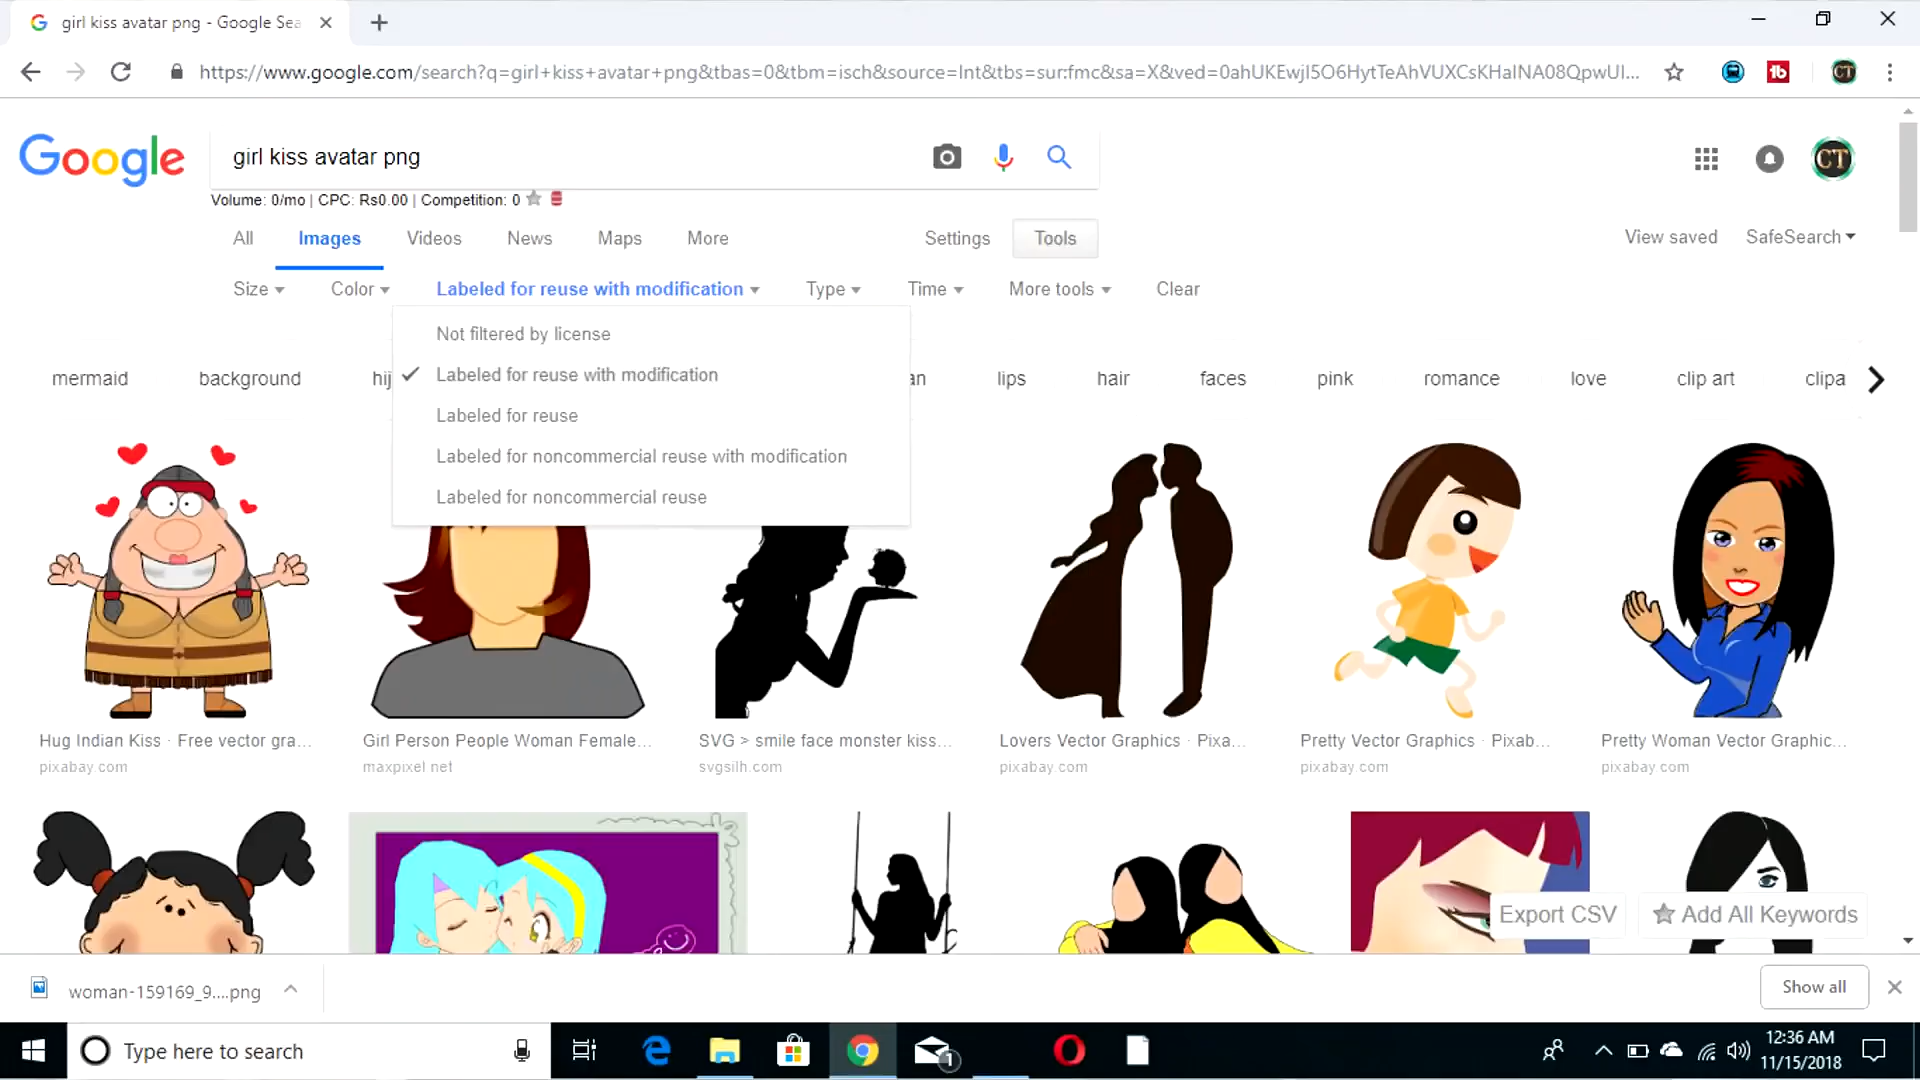 girl kiss avatar png - Google Sea
https://www.google.com/search?q=girl+kiss+avatar+png&tbas=0&tbm=isch&source=lnt&tbs=sur:fmc&sa=X&ved=0ahUKEwjI5O6HytTeAhVUXCsKHaINA08QpwUI...
Google
girl kiss avatar png
CT
Volume: 0/mo | CPC: Rs0.00 | Competition: 0
All Images Videos News Maps More Settings Tools View saved SafeSearch
Size Color Labeled for reuse with modification Type Time More tools Clear
Not filtered by license
Labeled for reuse with modification
Labeled for reuse
Labeled for noncommercial reuse with modification
Labeled for noncommercial reuse
mermaid background hij an lips hair faces pink romance love clip art clipa
Hug Indian Kiss · Free vector gra...
pixabay.com
Girl Person People Woman Female...
maxpixel.net
SVG > smile face monster kiss...
svgsilh.com
Lovers Vector Graphics · Pixa...
pixabay.com
Pretty Vector Graphics · Pixab...
pixabay.com
Pretty Woman Vector Graphic...
pixabay.com
Export CSV Add All Keywords
woman-159169_9....png
Show all
Type here to search
1
12:36 AM
11/15/2018